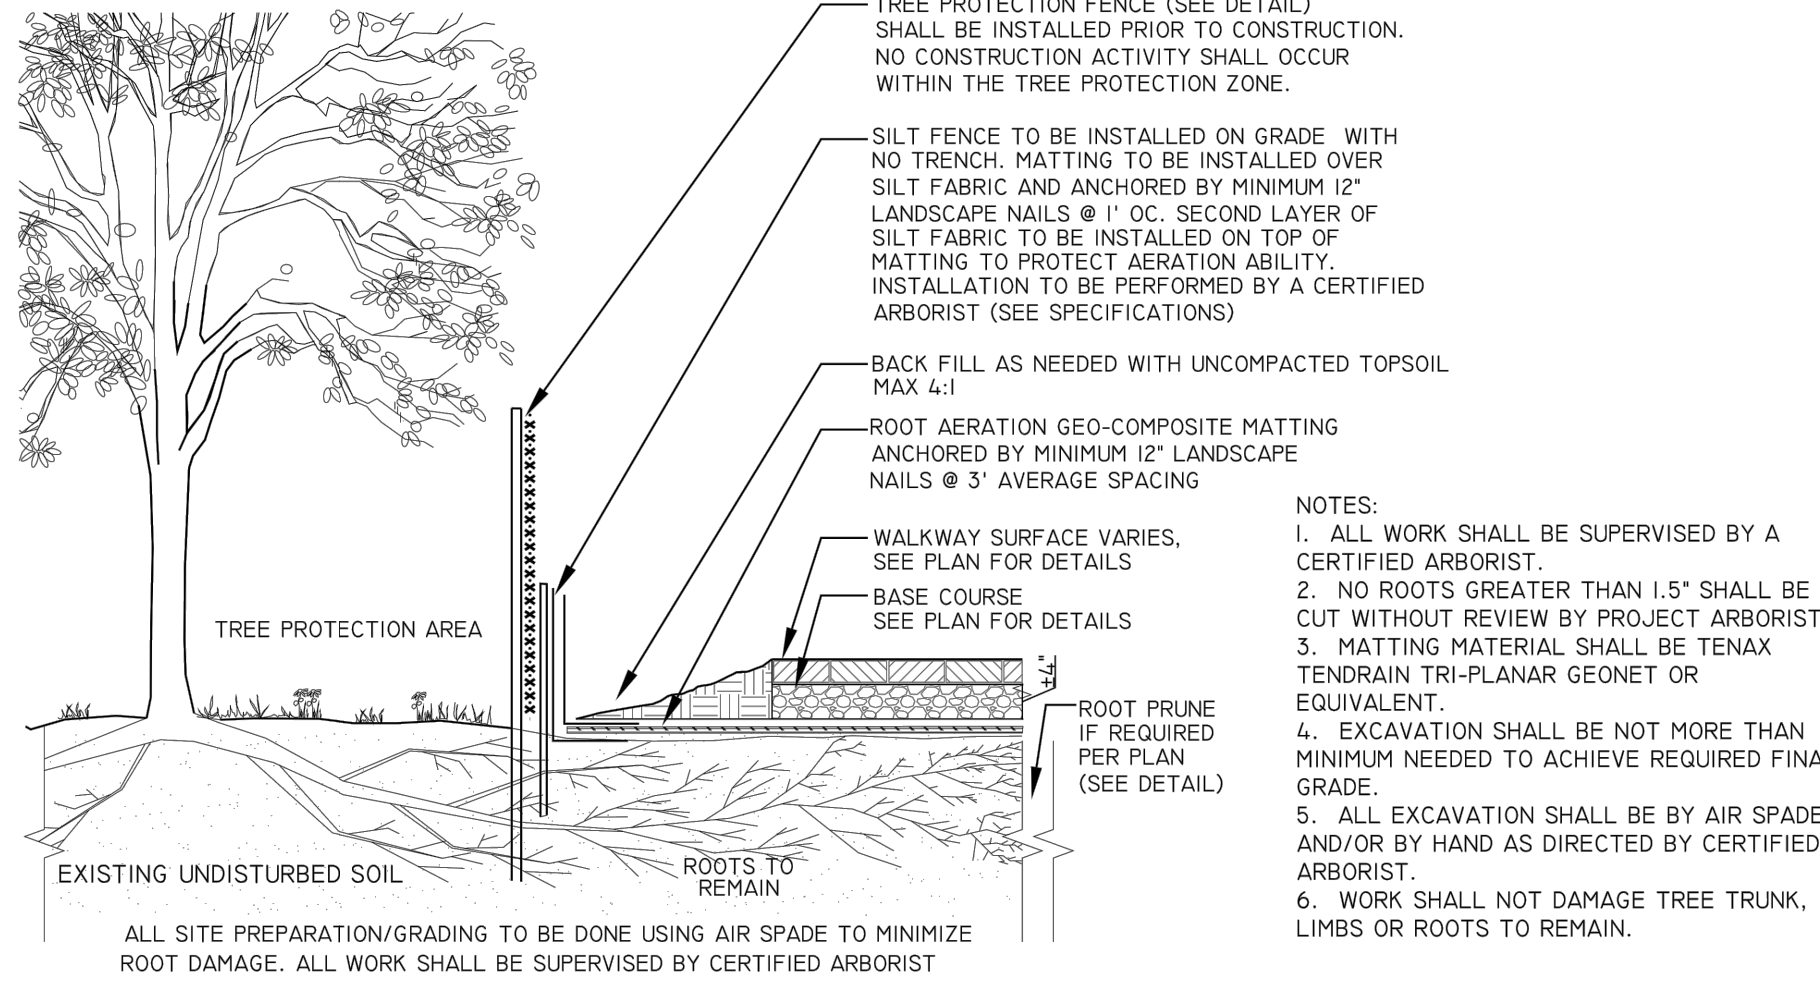 TREE PROTECTION FENCE (SEE DETAIL)
SHALL BE INSTALLED PRIOR TO CONSTRUCTION.
NO CONSTRUCTION ACTIVITY SHALL OCCUR
WITHIN THE TREE PROTECTION ZONE.
SILT FENCE TO BE INSTALLED ON GRADE WITH
NO TRENCH. MATTING TO BE INSTALLED OVER
SILT FABRIC AND ANCHORED BY MINIMUM 12"
LANDSCAPE NAILS @ 1' OC. SECOND LAYER OF
SILT FABRIC TO BE INSTALLED ON TOP OF
MATTING TO PROTECT AERATION ABILITY.
INSTALLATION TO BE PERFORMED BY A CERTIFIED
ARBORIST (SEE SPECIFICATIONS)
BACK FILL AS NEEDED WITH UNCOMPACTED TOPSOIL
MAX 4:1
ROOT AERATION GEO-COMPOSITE MATTING
ANCHORED BY MINIMUM 12" LANDSCAPE
NAILS @ 3' AVERAGE SPACING
WALKWAY SURFACE VARIES,
SEE PLAN FOR DETAILS
BASE COURSE
SEE PLAN FOR DETAILS
TREE PROTECTION AREA
±4"
ROOT PRUNE
IF REQUIRED
PER PLAN
(SEE DETAIL)
EXISTING UNDISTURBED SOIL
ROOTS TO
REMAIN
ALL SITE PREPARATION/GRADING TO BE DONE USING AIR SPADE TO MINIMIZE
ROOT DAMAGE. ALL WORK SHALL BE SUPERVISED BY CERTIFIED ARBORIST
NOTES:
1. ALL WORK SHALL BE SUPERVISED BY A
CERTIFIED ARBORIST.
2. NO ROOTS GREATER THAN 1.5" SHALL BE
CUT WITHOUT REVIEW BY PROJECT ARBORIST
3. MATTING MATERIAL SHALL BE TENAX
TENDRAIN TRI-PLANAR GEONET OR
EQUIVALENT.
4. EXCAVATION SHALL BE NOT MORE THAN
MINIMUM NEEDED TO ACHIEVE REQUIRED FINA
GRADE.
5. ALL EXCAVATION SHALL BE BY AIR SPADE
AND/OR BY HAND AS DIRECTED BY CERTIFIED
ARBORIST.
6. WORK SHALL NOT DAMAGE TREE TRUNK,
LIMBS OR ROOTS TO REMAIN.